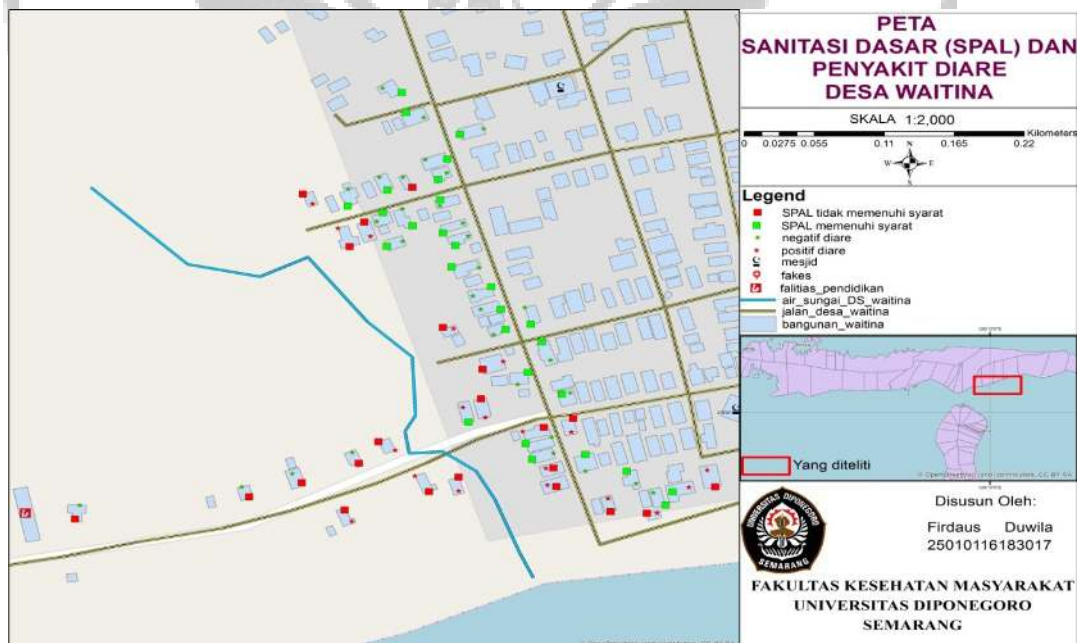 PETA
SANITASI DASAR (SPAL) DAN
PENYAKIT DIARE
DESA WAITINA
SKALA 1:2,000
Kilometers
0 0.0275 0.055 0.11 0.165 0.22
N
W E
S
Legend
SPAL tidak memenuhi syarat
SPAL memenuhi syarat
negatif diare
positif diare
mesjid
fakes
falitias_pendidikan
air_sungai_DS_waitina
jalan_desa_waitina
bangunan_waitina
Yang diteliti
UNIVERSITAS DIPONEGORO
SEMARANG
Disusun Oleh:
Firdaus Duwila
25010116183017
FAKULTAS KESEHATAN MASYARAKAT
UNIVERSITAS DIPONEGORO
SEMARANG